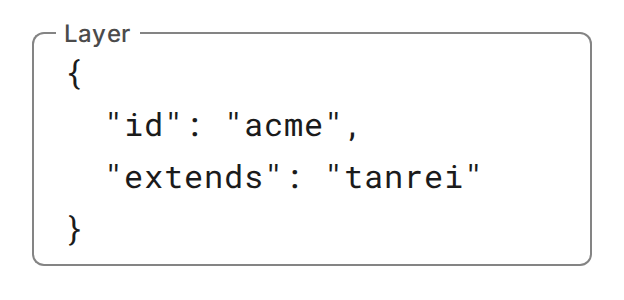 Layer
{
"id": "acme",
"extends": "tanrei"
}